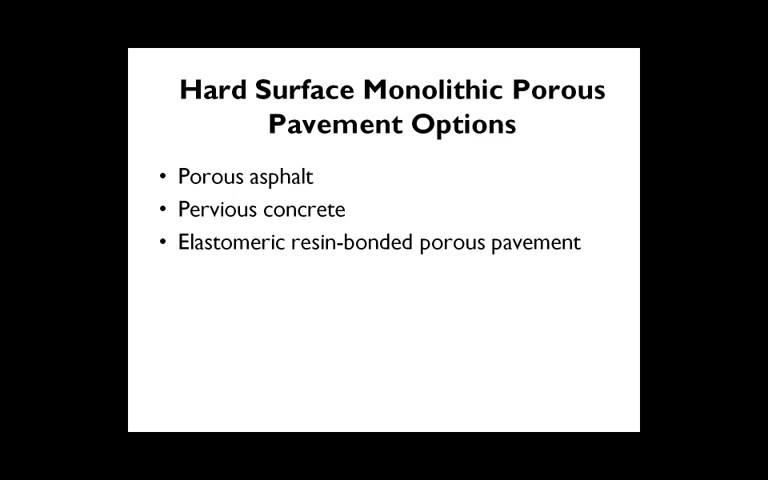 Hard Surface Monolithic Porous
Pavement Options
• Porous asphalt
• Pervious concrete
• Elastomeric resin-bonded porous pavement